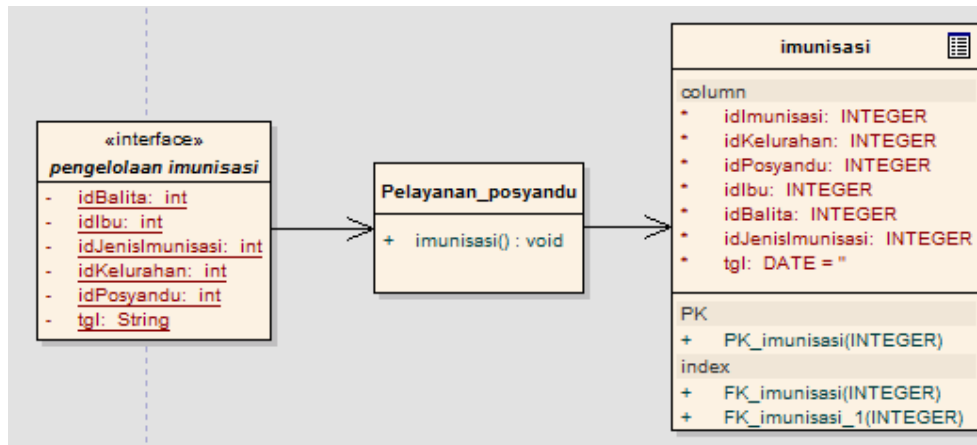 «interface»
pengelolaan imunisasi
- idBalita: int
- idIbu: int
- idJenisImunisasi: int
- idKelurahan: int
- idPosyandu: int
- tgl: String
Pelayanan_posyandu
+ imunisasi() : void
imunisasi
column
* idImunisasi: INTEGER
* idKelurahan: INTEGER
* idPosyandu: INTEGER
* idIbu: INTEGER
* idBalita: INTEGER
* idJenisImunisasi: INTEGER
* tgl: DATE = ''
PK
+ PK_imunisasi(INTEGER)
index
+ FK_imunisasi(INTEGER)
+ FK_imunisasi_1(INTEGER)